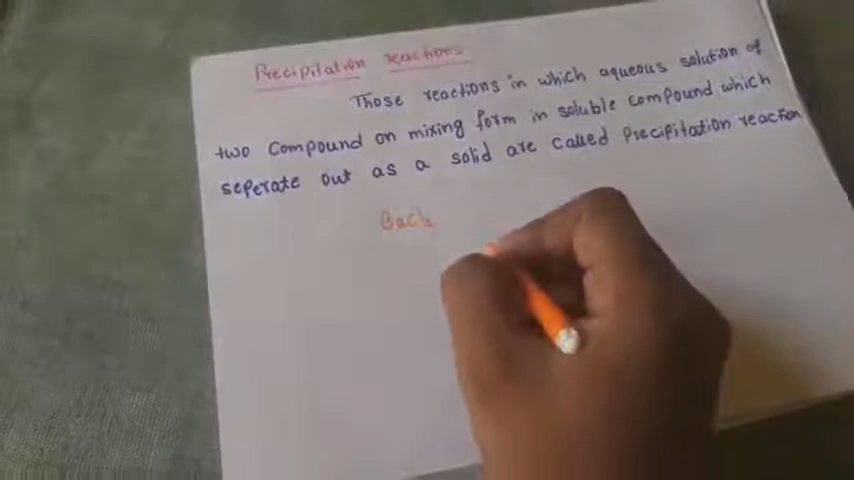 Precipitation reactions
Those reactions in which aqueous solution of
two compound on mixing form in soluble compound which
seperate out as a solid are called Precipitation reaction
Bacl2